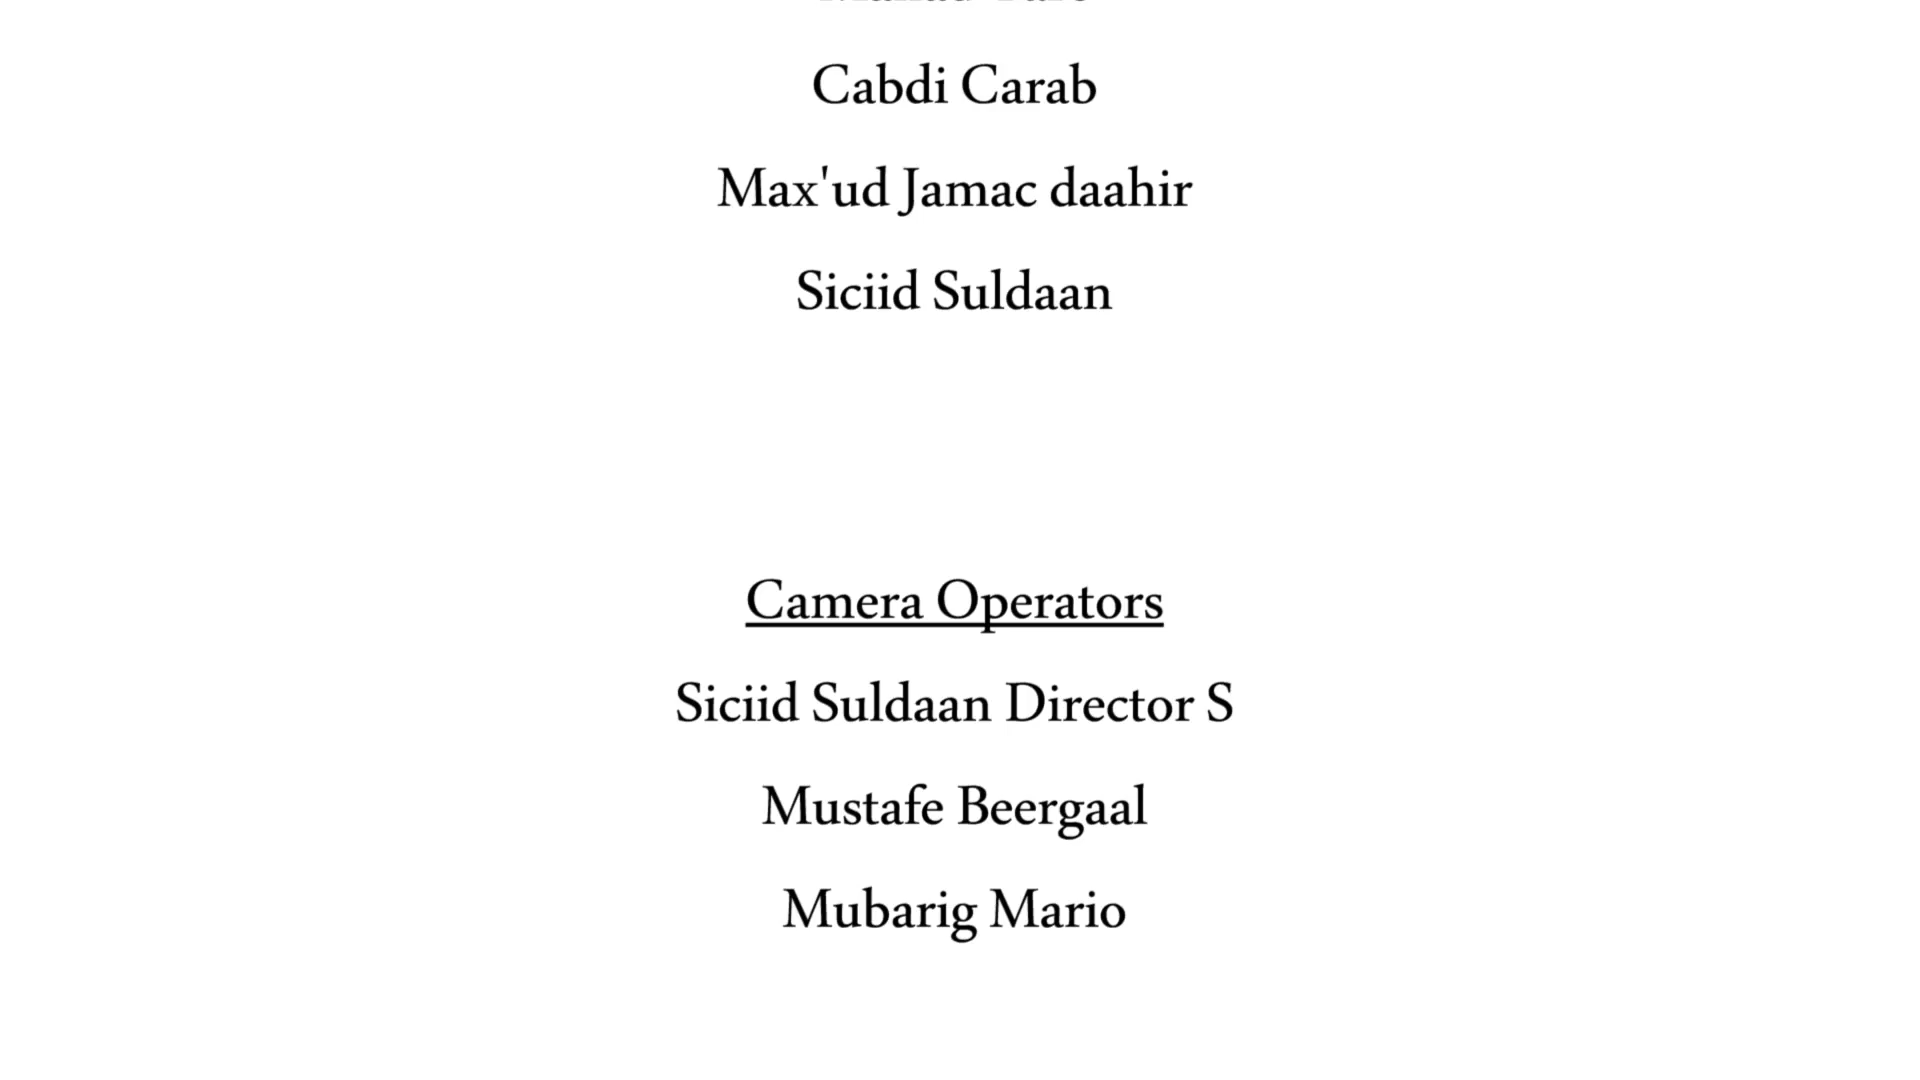 Cabdi Carab
Max'ud Jamac daahir
Siciid Suldaan
Camera Operators
Siciid Suldaan Director S
Mustafe Beergaal
Mubarig Mario